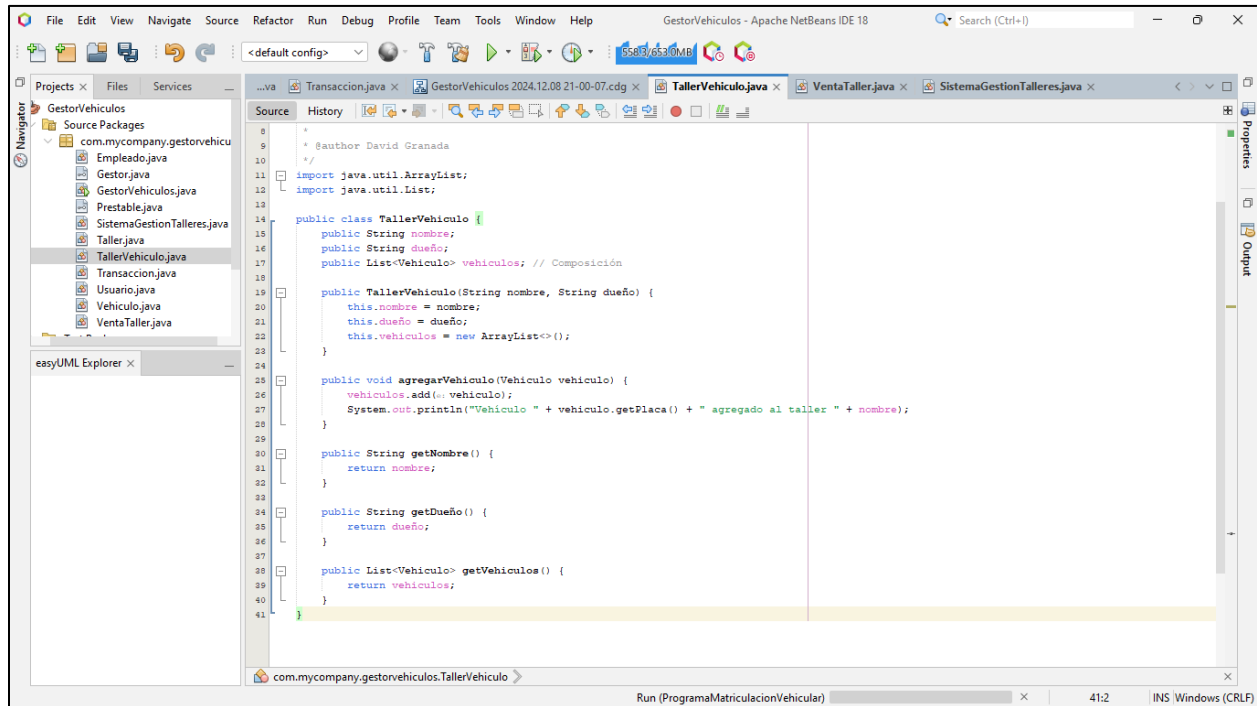 File Edit View Navigate Source Refactor Run Debug Profile Team Tools Window Help GestorVehiculos - Apache NetBeans IDE 18 Search (Ctrl+I)
<default config> 558.3/653.0MB
Projects Files Services
...va Transaccion.java GestorVehiculos 2024.12.08 21-00-07.cdg TallerVehiculo.java VentaTaller.java SistemaGestionTalleres.java
Navigator
GestorVehiculos
Source Packages
com.mycompany.gestorvehicu
Empleado.java
Gestor.java
GestorVehiculos.java
Prestable.java
SistemaGestionTalleres.java
Taller.java
TallerVehiculo.java
Transaccion.java
Usuario.java
Vehiculo.java
VentaTaller.java
easyUML Explorer
Source History
8 *
9 * @author David Granada
10 */
11 import java.util.ArrayList;
12 import java.util.List;
13
14 public class TallerVehiculo {
15 public String nombre;
16 public String dueño;
17 public List<Vehiculo> vehiculos; // Composición
18
19 public TallerVehiculo(String nombre, String dueño) {
20 this.nombre = nombre;
21 this.dueño = dueño;
22 this.vehiculos = new ArrayList<>();
23 }
24
25 public void agregarVehiculo(Vehiculo vehiculo) {
26 vehiculos.add(e: vehiculo);
27 System.out.println("Vehículo " + vehiculo.getPlaca() + " agregado al taller " + nombre);
28 }
29
30 public String getNombre() {
31 return nombre;
32 }
33
34 public String getDueño() {
35 return dueño;
36 }
37
38 public List<Vehiculo> getVehiculos() {
39 return vehiculos;
40 }
41 }
Properties
Output
com.mycompany.gestorvehiculos.TallerVehiculo
Run (ProgramaMatriculacionVehicular) 41:2 INS Windows (CRLF)